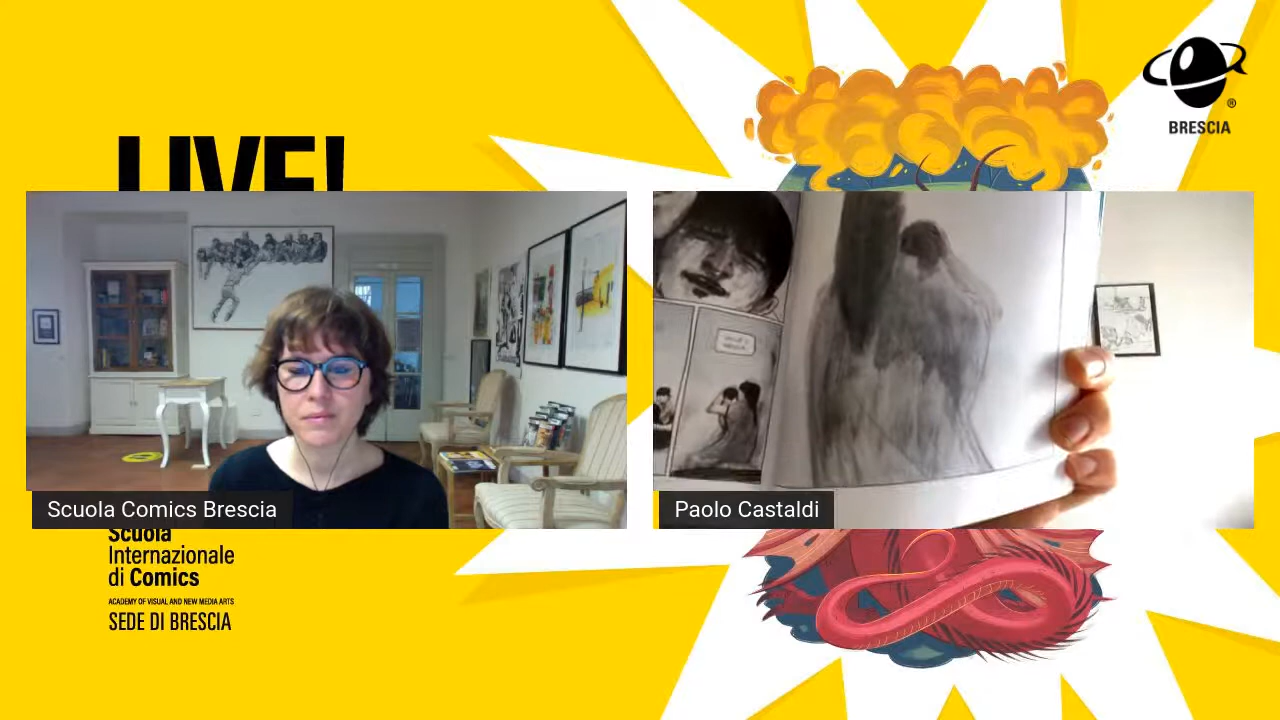 LIVE!
BRESCIA
Scuola Comics Brescia
Paolo Castaldi
Scuola
Internazionale
di Comics
ACADEMY OF VISUAL AND NEW MEDIA ARTS
SEDE DI BRESCIA